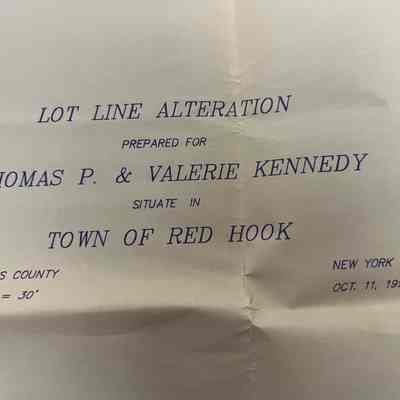 LOT LINE ALTERATION
PREPARED FOR
HOMAS P. & VALERIE KENNEDY
SITUATE IN
TOWN OF RED HOOK
S COUNTY
NEW YORK
= 30'
OCT. 11, 19